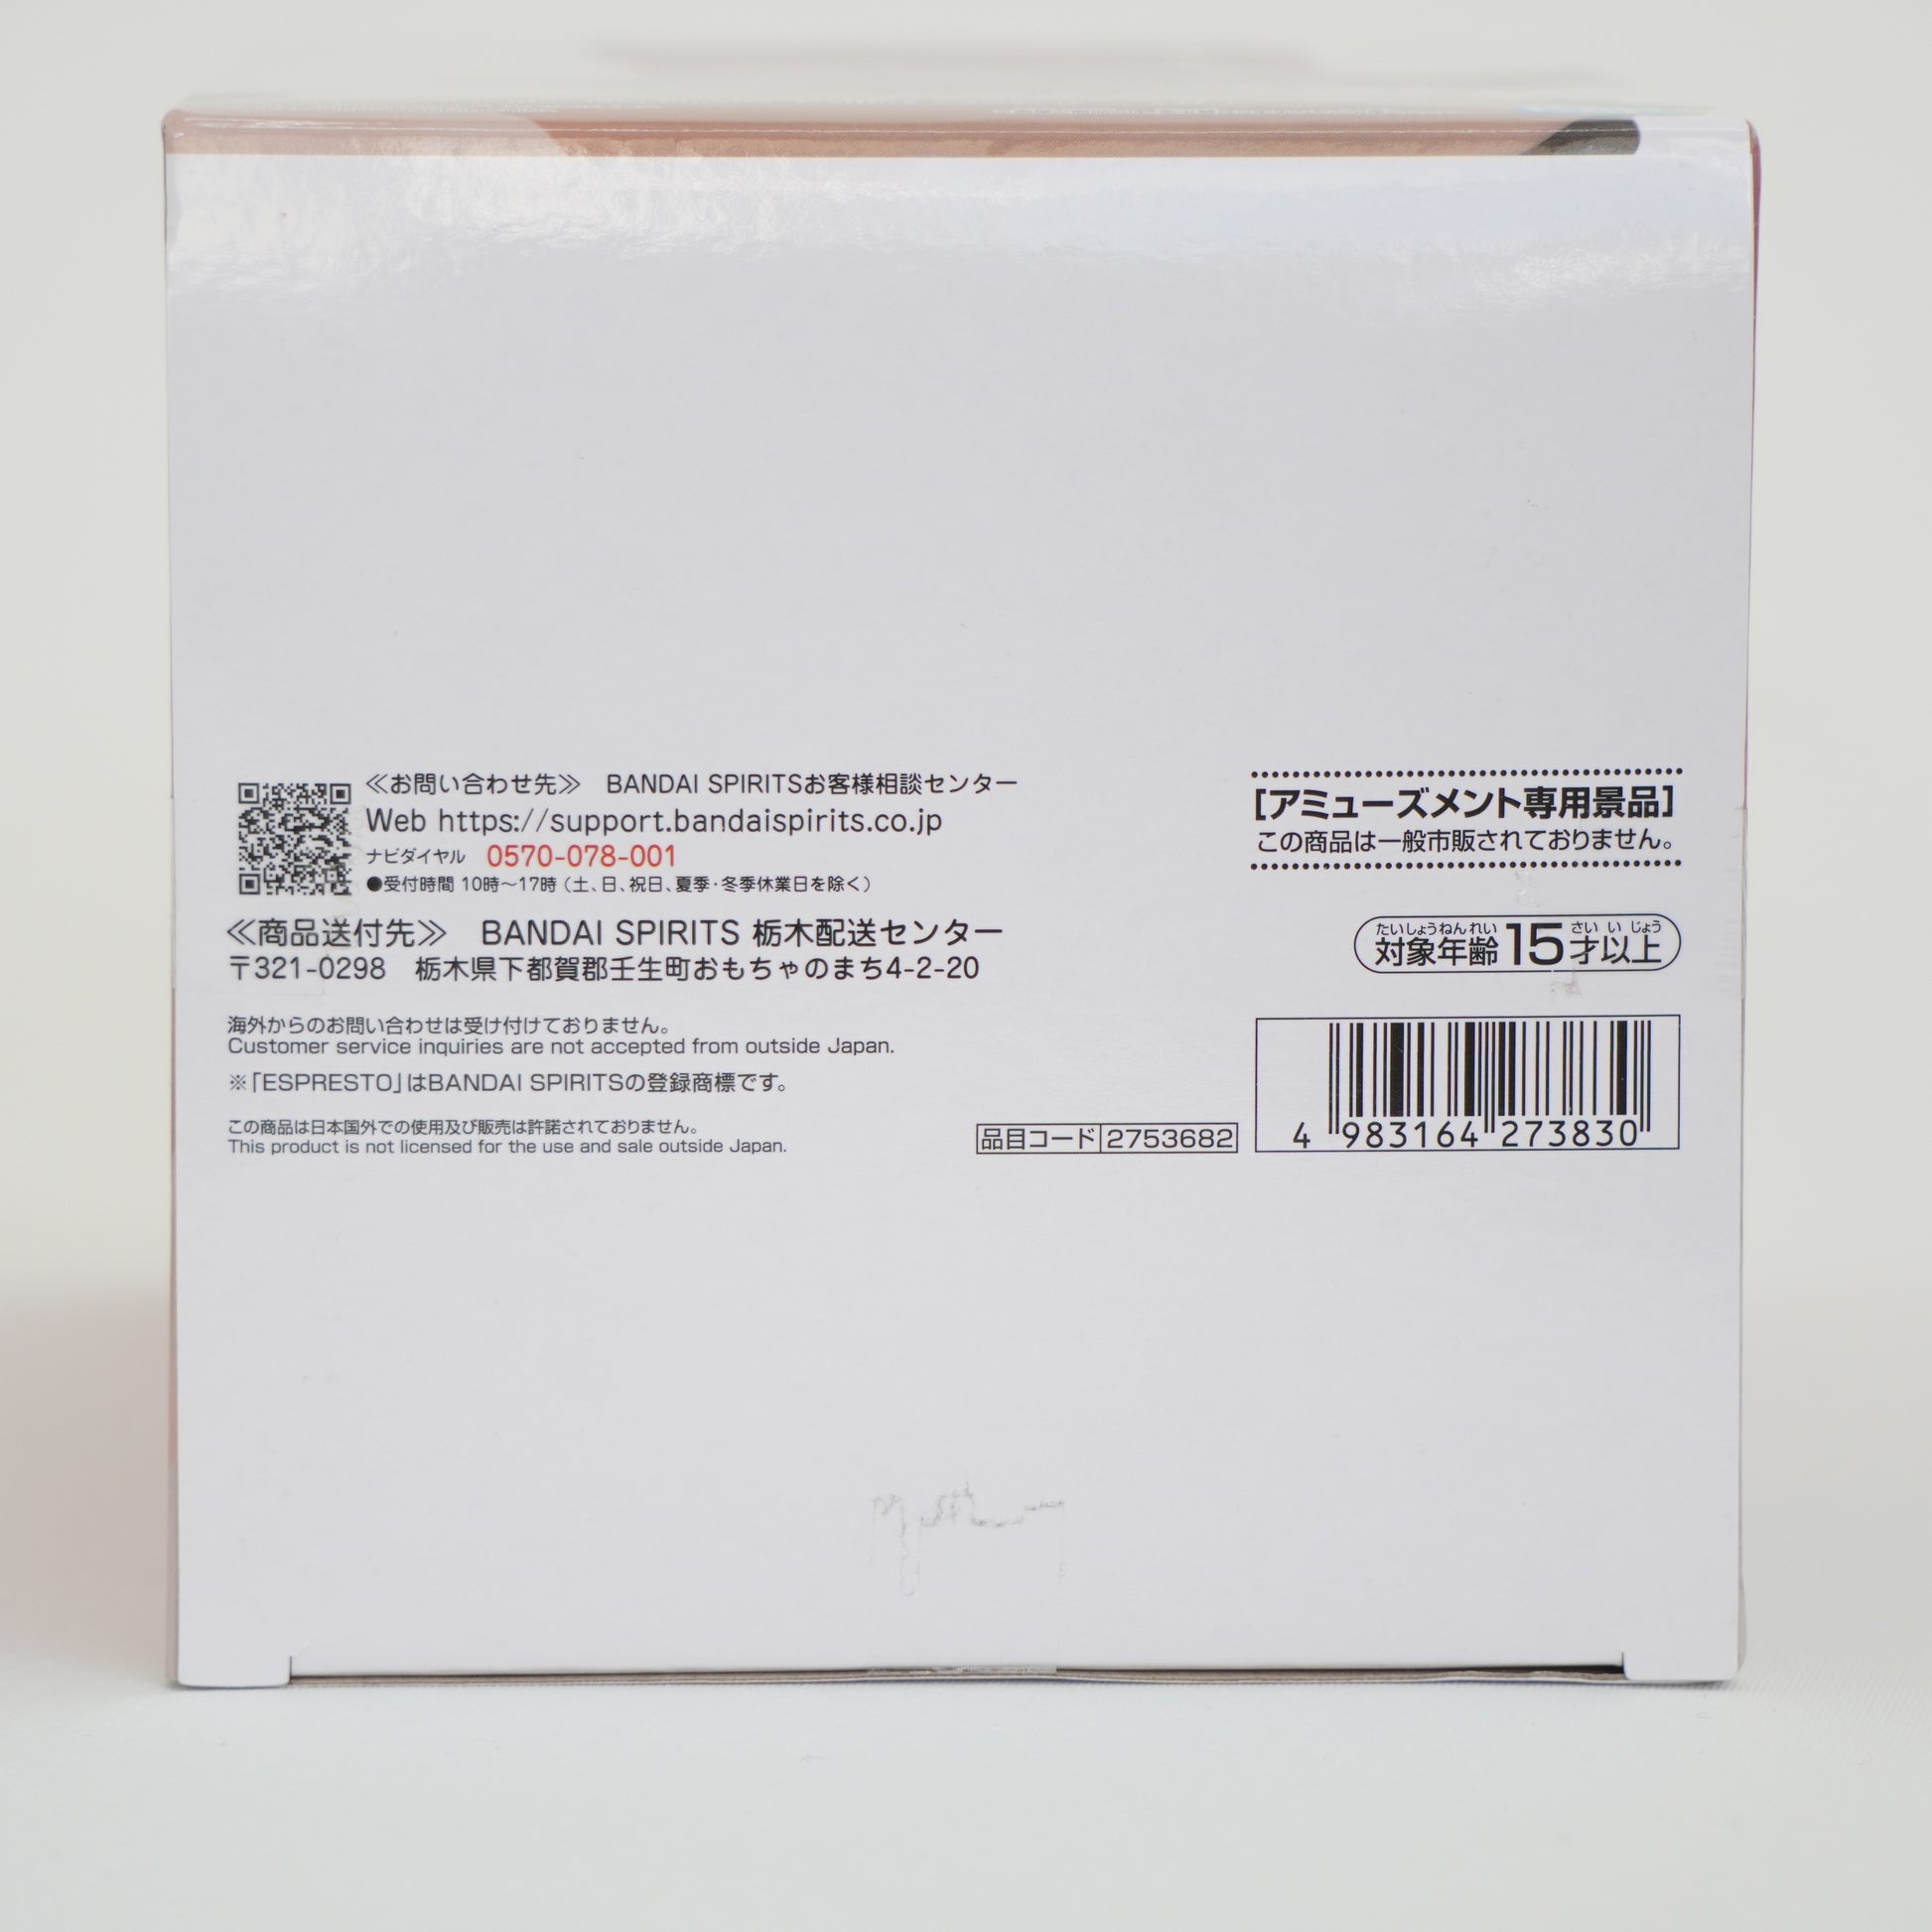 ≪お問い合わせ先≫ BANDAI SPIRITSお客様相談センター
Web https://support.bandaispirits.co.jp
ナビダイヤル 0570-078-001
●受付時間 10時～17時（土、日、祝日、夏季・冬季休業日を除く）
≪商品送付先≫ BANDAI SPIRITS 栃木配送センター
〒321-0298 栃木県下都賀郡壬生町おもちゃのまち4-2-20
海外からのお問い合わせは受け付けておりません。
Customer service inquiries are not accepted from outside Japan.
※「ESPRESTO」はBANDAI SPIRITSの登録商標です。
この商品は日本国外での使用及び販売は許諾されておりません。
This product is not licensed for the use and sale outside Japan.
品目コード 2753682
[アミューズメント専用景品]
この商品は一般市販されておりません。
たいしょうねんれい さい い じょう
対象年齢 15才以上
4 983164 273830